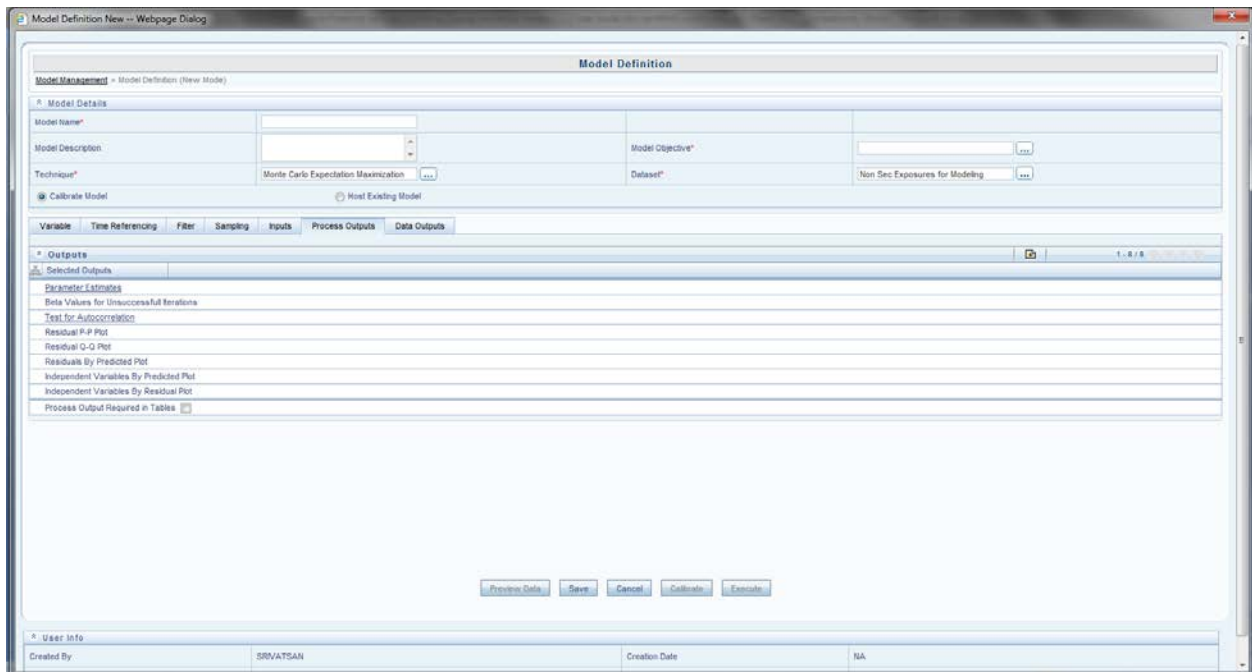 Model Definition New -- Webpage Dialog
Model Definition
Model Management » Model Definition (New Mode)
Model Details
Model Name*
Model Description
Model Objective*
...
Technique*
Monte Carlo Expectation Maximization
...
Dataset*
Non Sec Exposures for Modeling
...
Calibrate Model
Host Existing Model
Variable Time Referencing Filter Sampling Inputs Process Outputs Data Outputs
Outputs
1 - 8 / 8
Selected Outputs
Parameter Estimates
Beta Values for Unsuccessful Iterations
Test for Autocorrelation
Residual P-P Plot
Residual Q-Q Plot
Residuals By Predicted Plot
Independent Variables By Predicted Plot
Independent Variables By Residual Plot
Process Output Required in Tables
Preview Data Save Cancel Calibrate Execute
User Info
Created By SRIVATSAN Creation Date NA